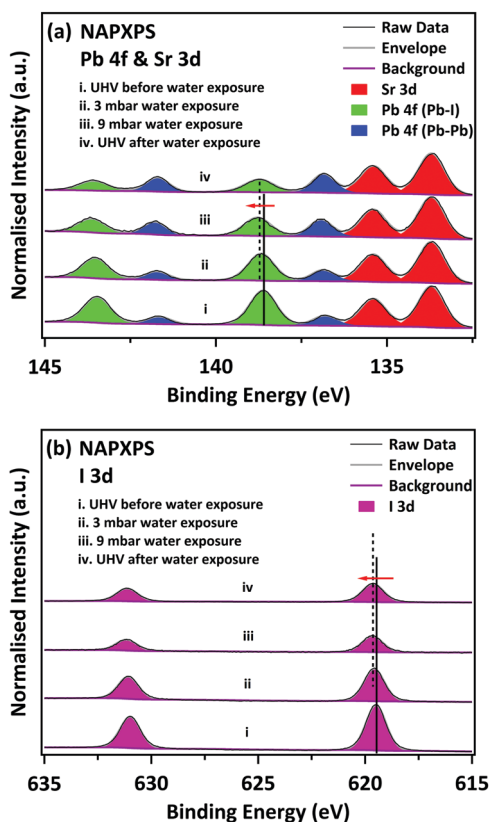 (a) NAPXPS
Pb 4f & Sr 3d
i. UHV before water exposure
ii. 3 mbar water exposure
iii. 9 mbar water exposure
iv. UHV after water exposure
Raw Data
Envelope
Background
Sr 3d
Pb 4f (Pb-I)
Pb 4f (Pb-Pb)
iv
iii
ii
i
Normalised Intensity (a.u.)
145 140 135
Binding Energy (eV)
(b) NAPXPS
I 3d
i. UHV before water exposure
ii. 3 mbar water exposure
iii. 9 mbar water exposure
iv. UHV after water exposure
Raw Data
Envelope
Background
I 3d
iv
iii
ii
i
Normalised Intensity (a.u.)
635 630 625 620 615
Binding Energy (eV)